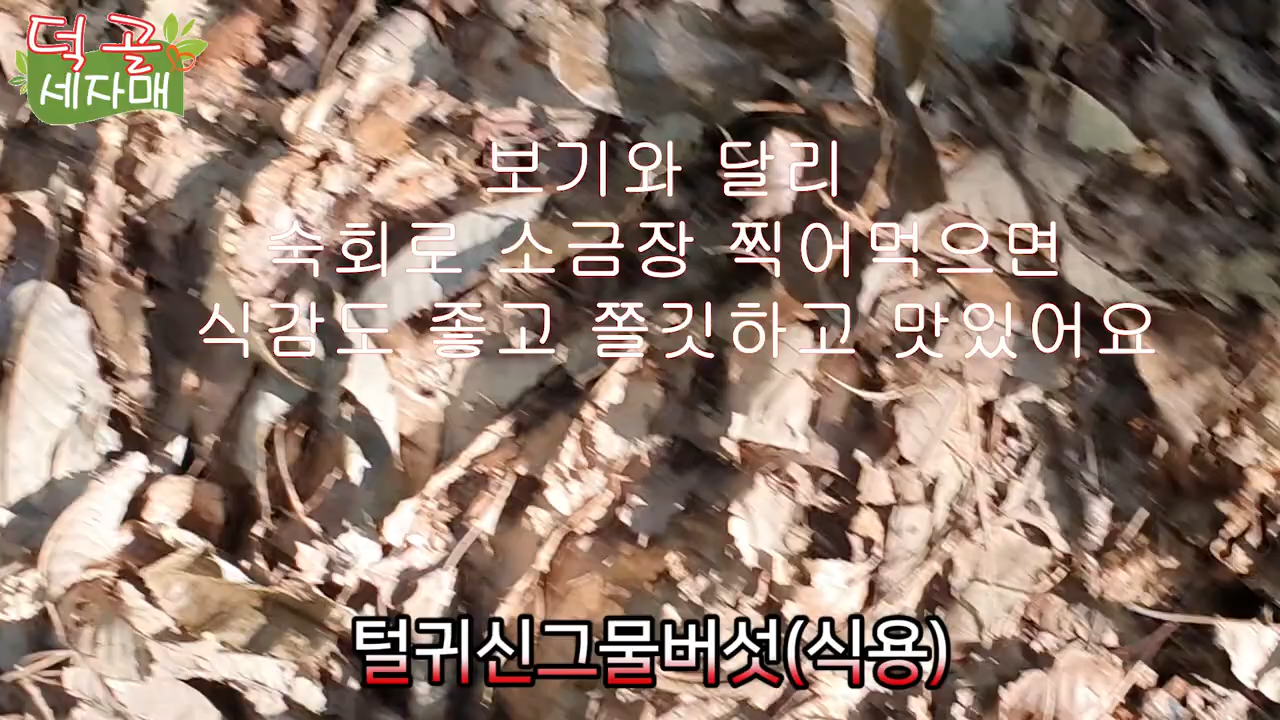 덕골
세자매
보기와 달리
숙회로 소금장 찍어먹으면
식감도 좋고 쫄깃하고 맛있어요
털귀신그물버섯(식용)